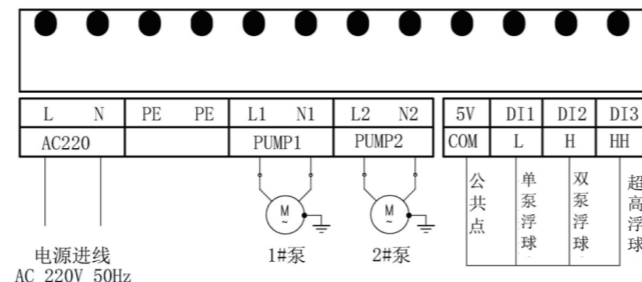 L N PE PE L1 N1 L2 N2 5V DI1 DI2 DI3
AC220 PUMP1 PUMP2 COM L H HH
M ~ M ~
1#泵 2#泵
电源进线
AC 220V 50Hz
公共点
单泵浮球
双泵浮球
超高浮球